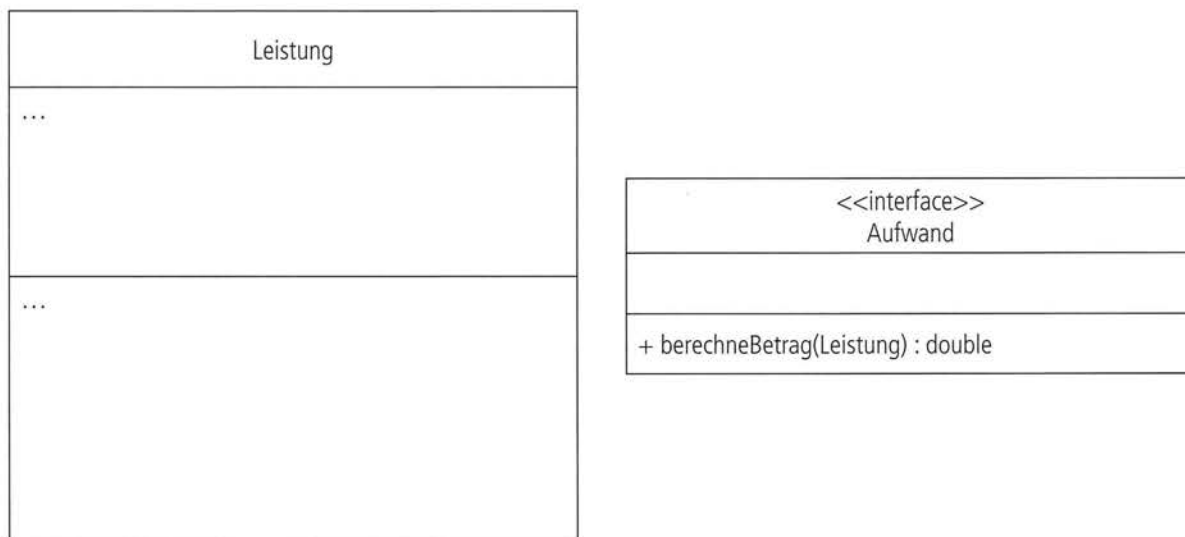 Leistung
...
...
<<interface>>
Aufwand
+ berechneBetrag(Leistung) : double